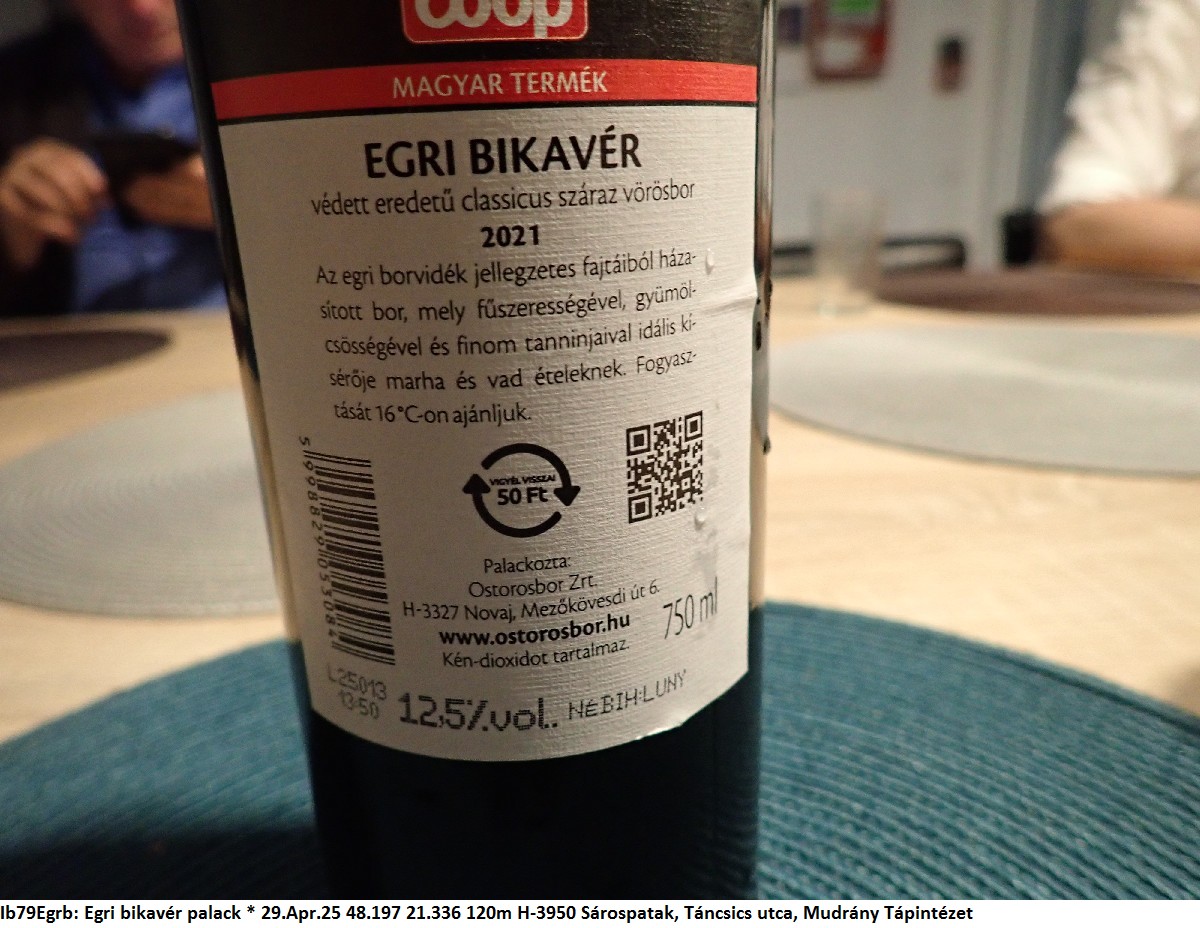 coop
MAGYAR TERMÉK
EGRI BIKAVÉR
védett eredetű classicus száraz vörösbor
2021
Az egri borvidék jellegzetes fajtáiból háza-
sított bor, mely fűszerességével, gyümöl-
csösségével és finom tanninjaival idális kí-
sérője marha és vad ételeknek. Fogyasz-
tását 16°C-on ajánljuk.
5998829053084
VIGYÉL VISSZA!
50 Ft
Palackozta:
Ostorosbor Zrt.
H-3327 Novaj, Mezőkövesdi út 6.
www.ostorosbor.hu
750 ml
Kén-dioxidot tartalmaz.
L25013
13:50
12,5%vol..
NÉBIH:LUNY
Ib79Egrb: Egri bikavér palack * 29.Apr.25 48.197 21.336 120m H-3950 Sárospatak, Táncsics utca, Mudrány Tápintézet